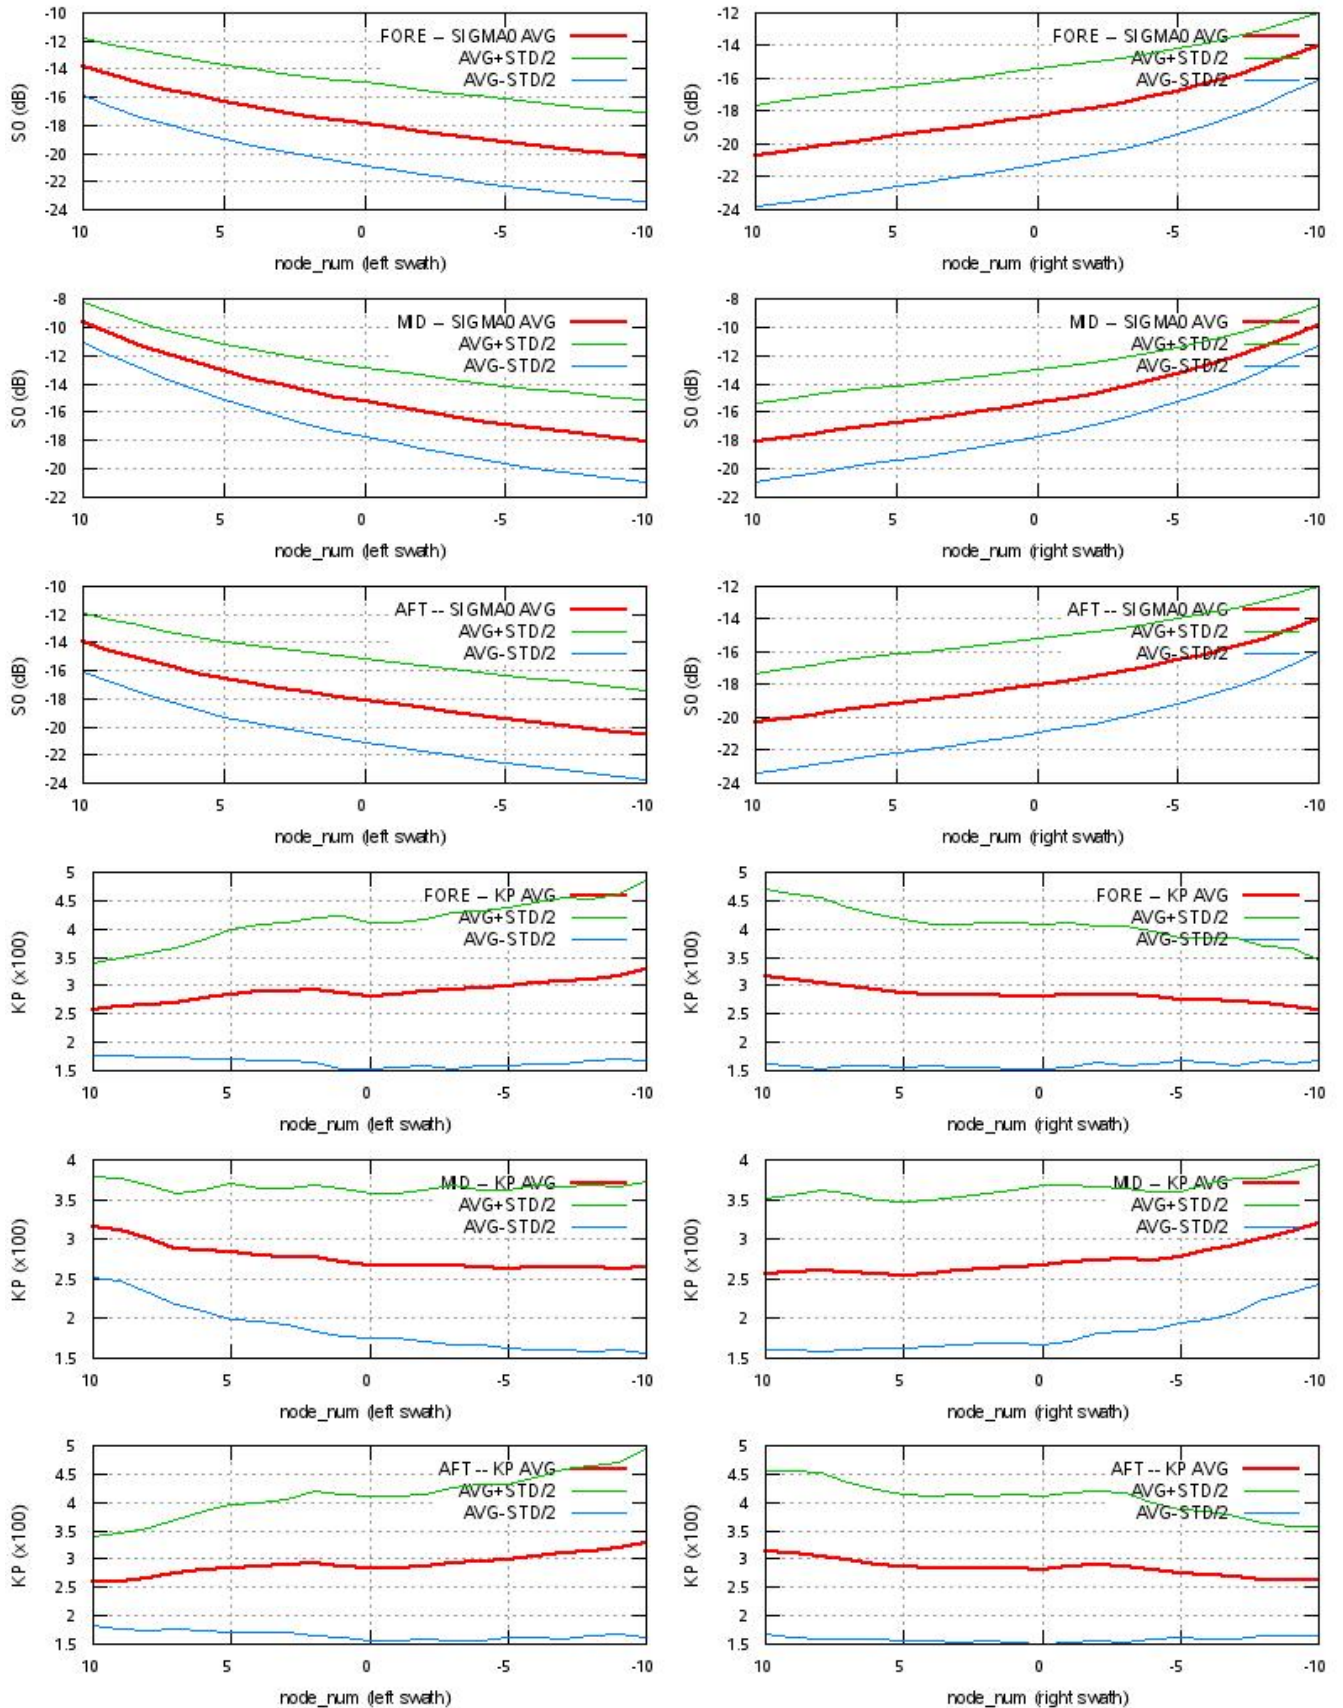 -10
-12
-14
-16
-18
-20
-22
-24
S0 (dB)
FORE -- SIGMA0 AVG
AVG+STD/2
AVG-STD/2
10 5 0 -5 -10
node_num (left swath)
-12
-14
-16
-18
-20
-22
-24
S0 (dB)
FORE -- SIGMA0 AVG
AVG+STD/2
AVG-STD/2
10 5 0 -5 -10
node_num (right swath)
-8
-10
-12
-14
-16
-18
-20
-22
S0 (dB)
MID -- SIGMA0 AVG
AVG+STD/2
AVG-STD/2
10 5 0 -5 -10
node_num (left swath)
-8
-10
-12
-14
-16
-18
-20
-22
S0 (dB)
MID -- SIGMA0 AVG
AVG+STD/2
AVG-STD/2
10 5 0 -5 -10
node_num (right swath)
-10
-12
-14
-16
-18
-20
-22
-24
S0 (dB)
AFT -- SIGMA0 AVG
AVG+STD/2
AVG-STD/2
10 5 0 -5 -10
node_num (left swath)
-12
-14
-16
-18
-20
-22
-24
S0 (dB)
AFT -- SIGMA0 AVG
AVG+STD/2
AVG-STD/2
10 5 0 -5 -10
node_num (right swath)
5
4.5
4
3.5
3
2.5
2
1.5
KP (x100)
FORE -- KP AVG
AVG+STD/2
AVG-STD/2
10 5 0 -5 -10
node_num (left swath)
5
4.5
4
3.5
3
2.5
2
1.5
KP (x100)
FORE -- KP AVG
AVG+STD/2
AVG-STD/2
10 5 0 -5 -10
node_num (right swath)
4
3.5
3
2.5
2
1.5
KP (x100)
MID -- KP AVG
AVG+STD/2
AVG-STD/2
10 5 0 -5 -10
node_num (left swath)
4
3.5
3
2.5
2
1.5
KP (x100)
MID -- KP AVG
AVG+STD/2
AVG-STD/2
10 5 0 -5 -10
node_num (right swath)
5
4.5
4
3.5
3
2.5
2
1.5
KP (x100)
AFT -- KP AVG
AVG+STD/2
AVG-STD/2
10 5 0 -5 -10
node_num (left swath)
5
4.5
4
3.5
3
2.5
2
1.5
KP (x100)
AFT -- KP AVG
AVG+STD/2
AVG-STD/2
10 5 0 -5 -10
node_num (right swath)